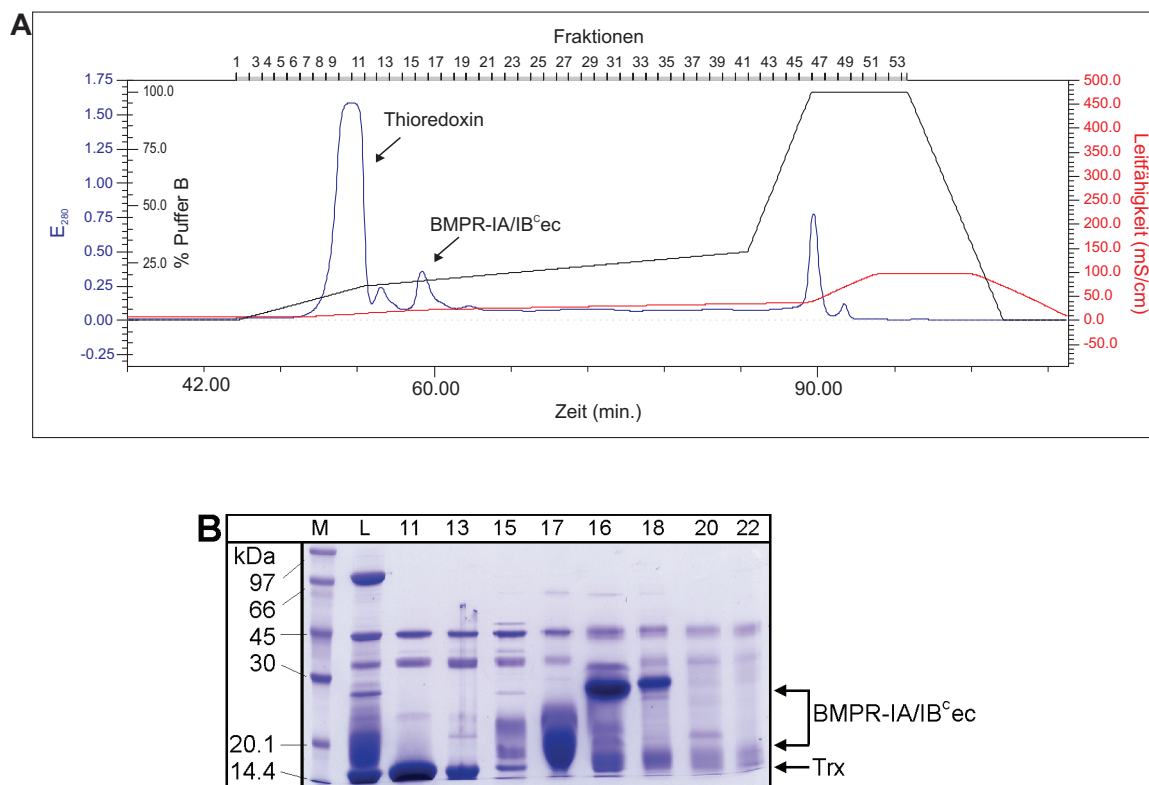 A
Fraktionen
1 2 3 4 5 6 7 8 9 11 13 15 17 19 21 23 25 27 29 31 33 35 37 39 41 43 45 47 49 51 53
1.75
1.50
1.25
1.00
0.75
0.50
0.25
0.00
-0.25
E280
100.0
75.0
50.0
25.0
% Puffer B
Thioredoxin
BMPR-IA/IBᶜec
500.0
450.0
400.0
350.0
300.0
250.0
200.0
150.0
100.0
50.0
0.0
-50.0
Leitfähigkeit (mS/cm)
42.00 60.00 90.00
Zeit (min.)
B M L 11 13 15 17 16 18 20 22
kDa
97
66
45
30
20.1
14.4
BMPR-IA/IBᶜec
Trx